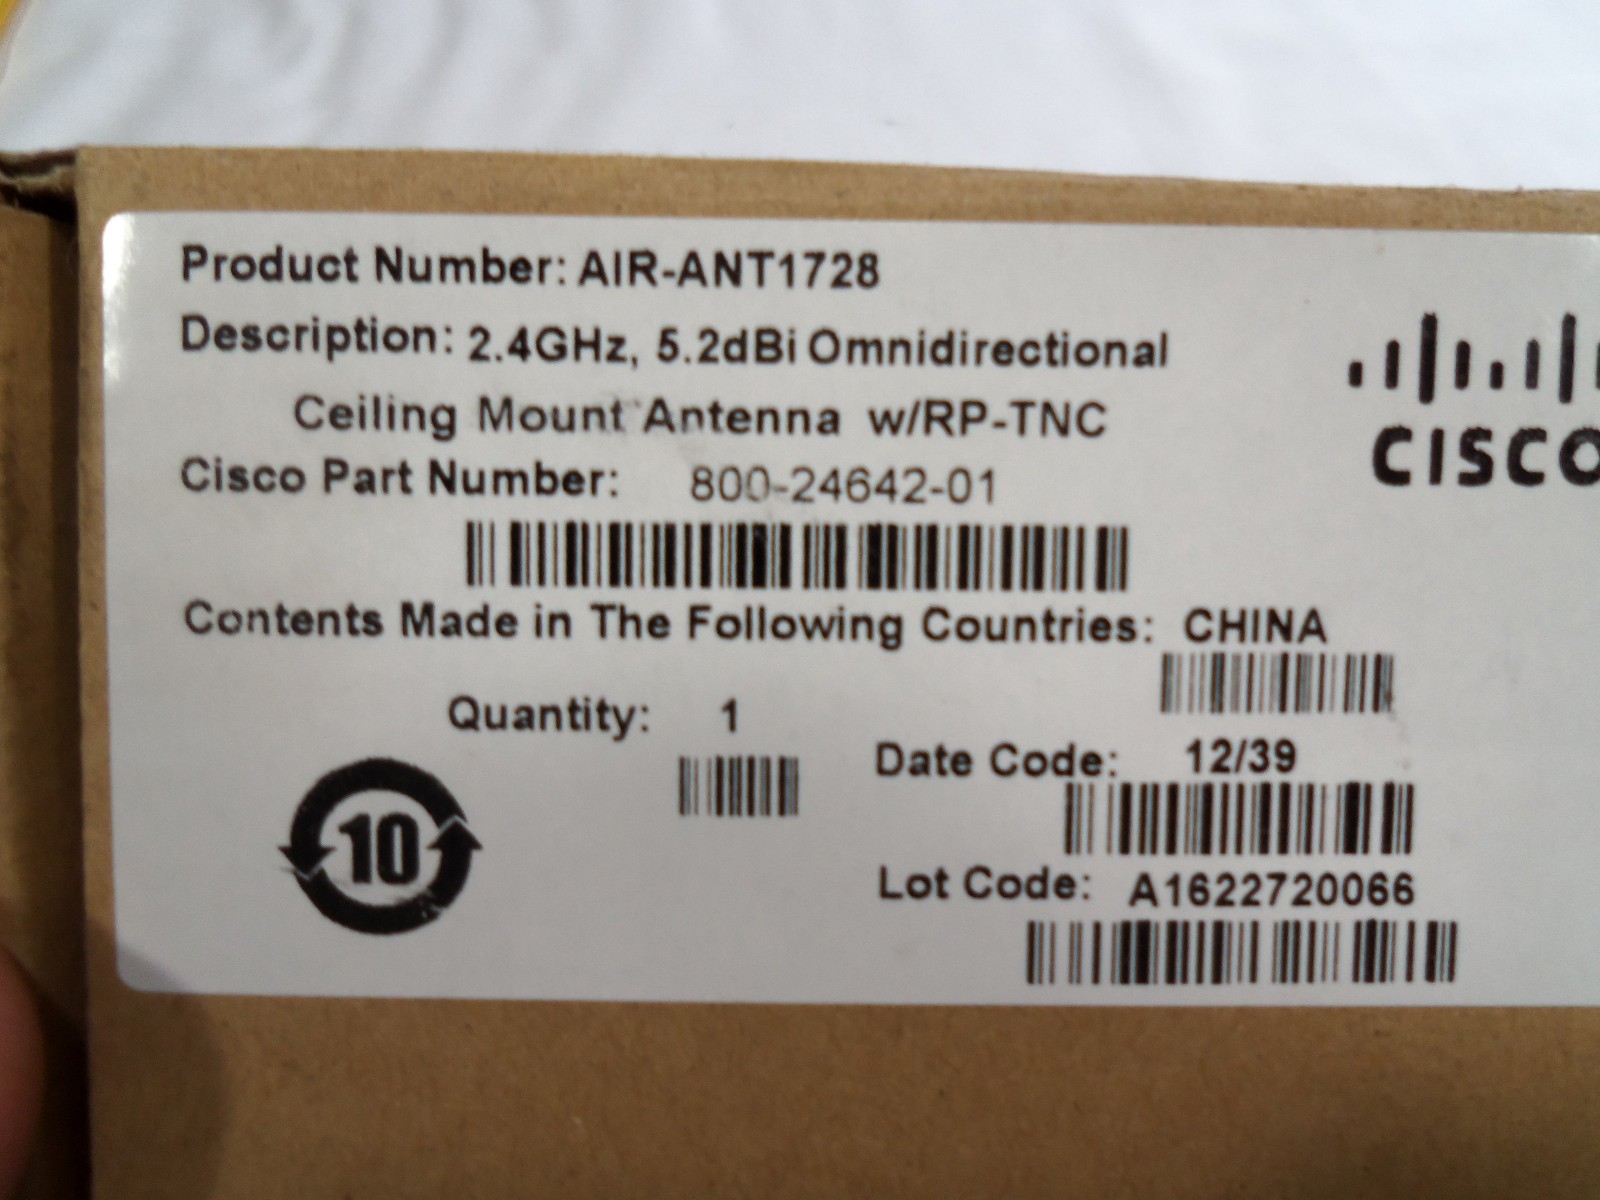 Product Number: AIR-ANT1728
Description: 2.4GHz, 5.2dBi Omnidirectional
Ceiling Mount Antenna w/RP-TNC
CISCO
Cisco Part Number: 800-24642-01
Contents Made in The Following Countries: CHINA
Quantity: 1
Date Code: 12/39
10
Lot Code: A1622720066